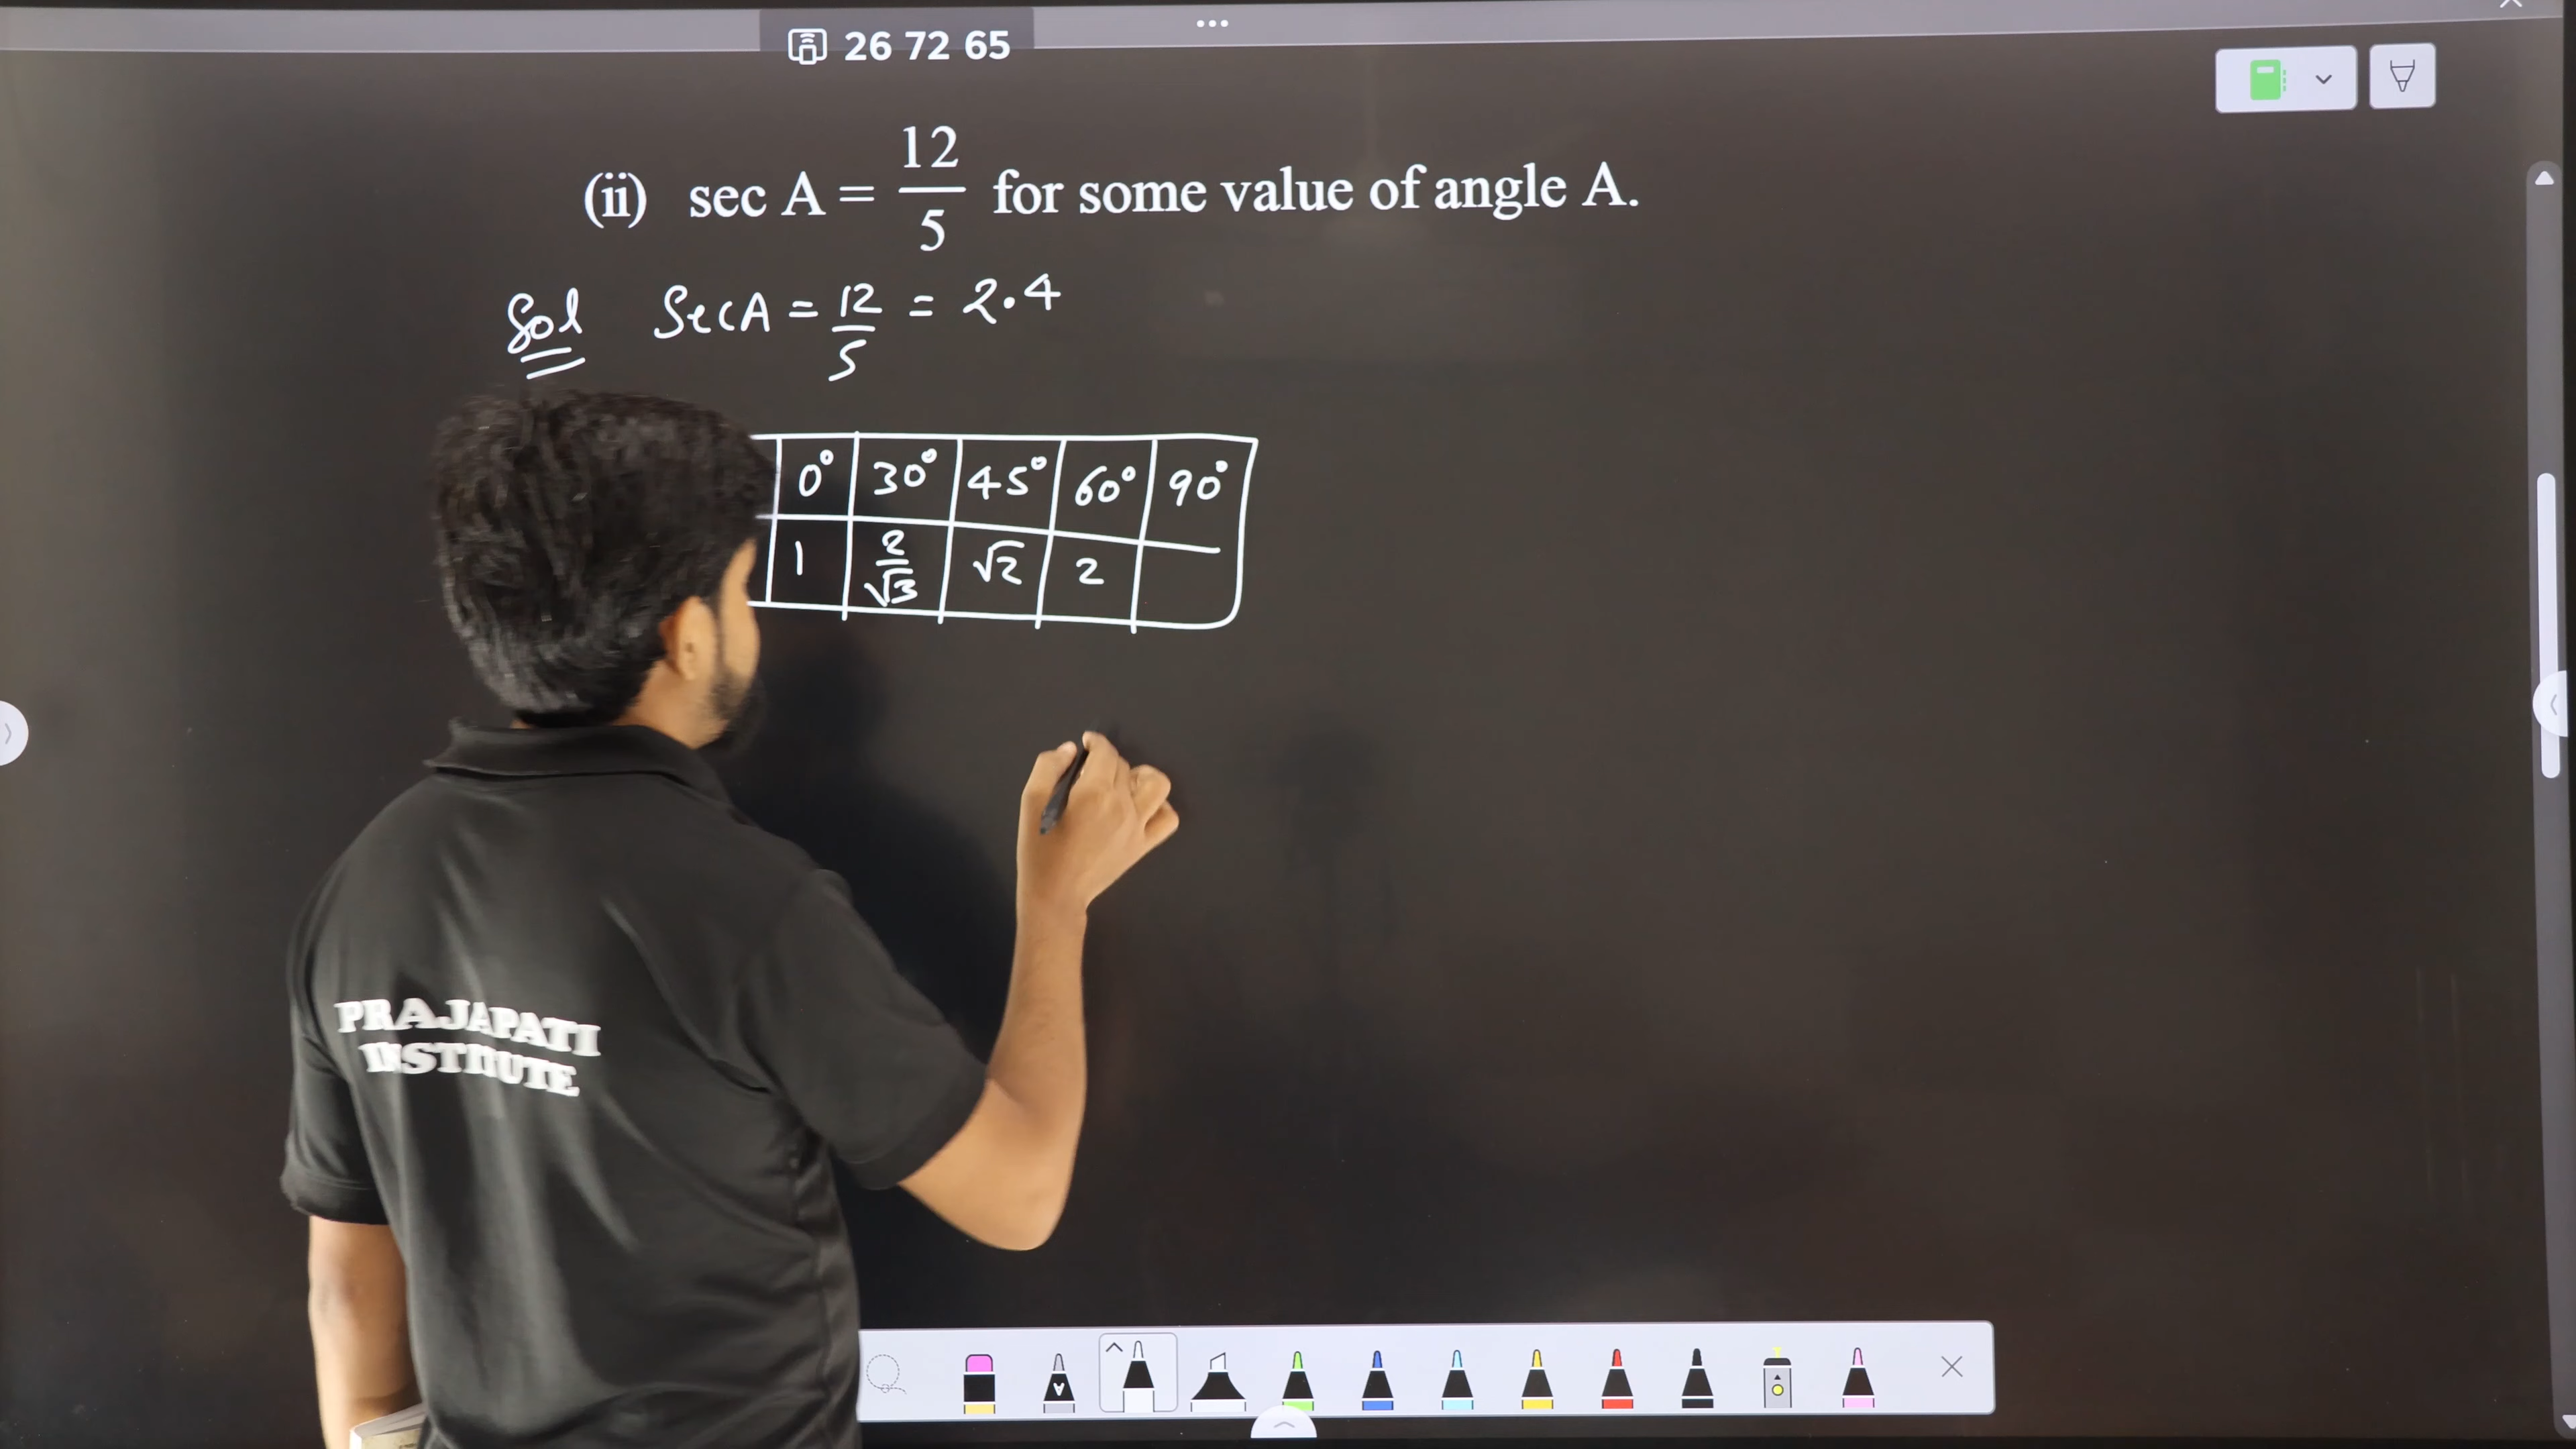 26 72 65
(ii) sec A = 12/5 for some value of angle A.
Sol SecA = 12/5 = 2.4
0° 30° 45° 60° 90°
1 2/√3 √2 2
PRAJAPATI
INSTITUTE